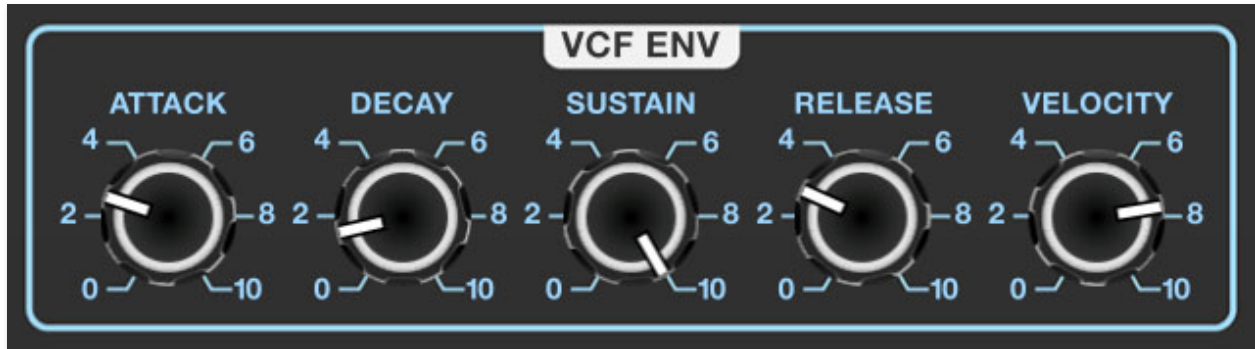 VCF ENV
ATTACK DECAY SUSTAIN RELEASE VELOCITY
4 6 4 6 4 6 4 6 4 6
2 8 2 8 2 8 2 8 2 8
0 10 0 10 0 10 0 10 0 10